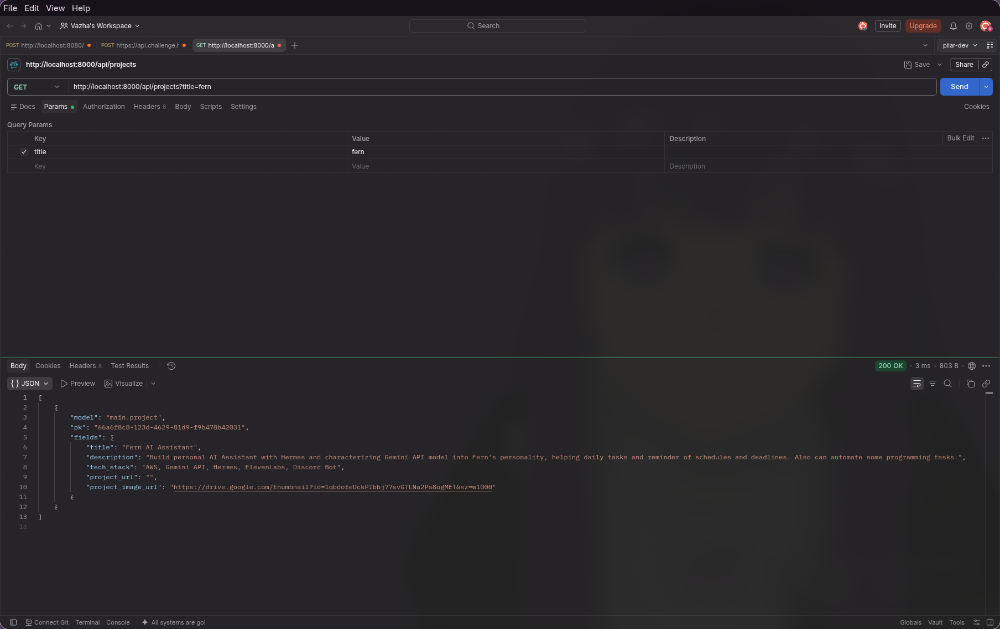 File Edit View Help
Vazha's Workspace Search Invite Upgrade
POST http://localhost:8080/ POST https://api.challenge.h GET http://localhost:8000/a pilar-dev
HTTP http://localhost:8000/api/projects Save Share
GET http://localhost:8000/api/projects?title=fern Send
Docs Params Authorization Headers 6 Body Scripts Settings Cookies
Query Params
Key Value Description Bulk Edit
title fern
Key Value Description
Body Cookies Headers 8 Test Results 200 OK • 3 ms • 803 B •
{} JSON Preview Visualize
1 [
2 {
3 "model": "main.project",
4 "pk": "66a6f8c8-123d-4629-81d9-f9b478b42031",
5 "fields": {
6 "title": "Fern AI Assistant",
7 "description": "Build personal AI Assistant with Hermes and characterizing Gemini API model into Fern's personality, helping daily tasks and reminder of schedules and deadlines. Also can automate some programming tasks.",
8 "tech_stack": "AWS, Gemini API, Hermes, ElevenLabs, Discord Bot",
9 "project_url": "",
10 "project_image_url": "https://drive.google.com/thumbnail?id=1qbdofeOckPIbbj77svGTLNa2Ps8ogMET&sz=w1000"
11 }
12 }
13 ]
14
Connect Git Terminal Console All systems are go! Globals Vault Tools